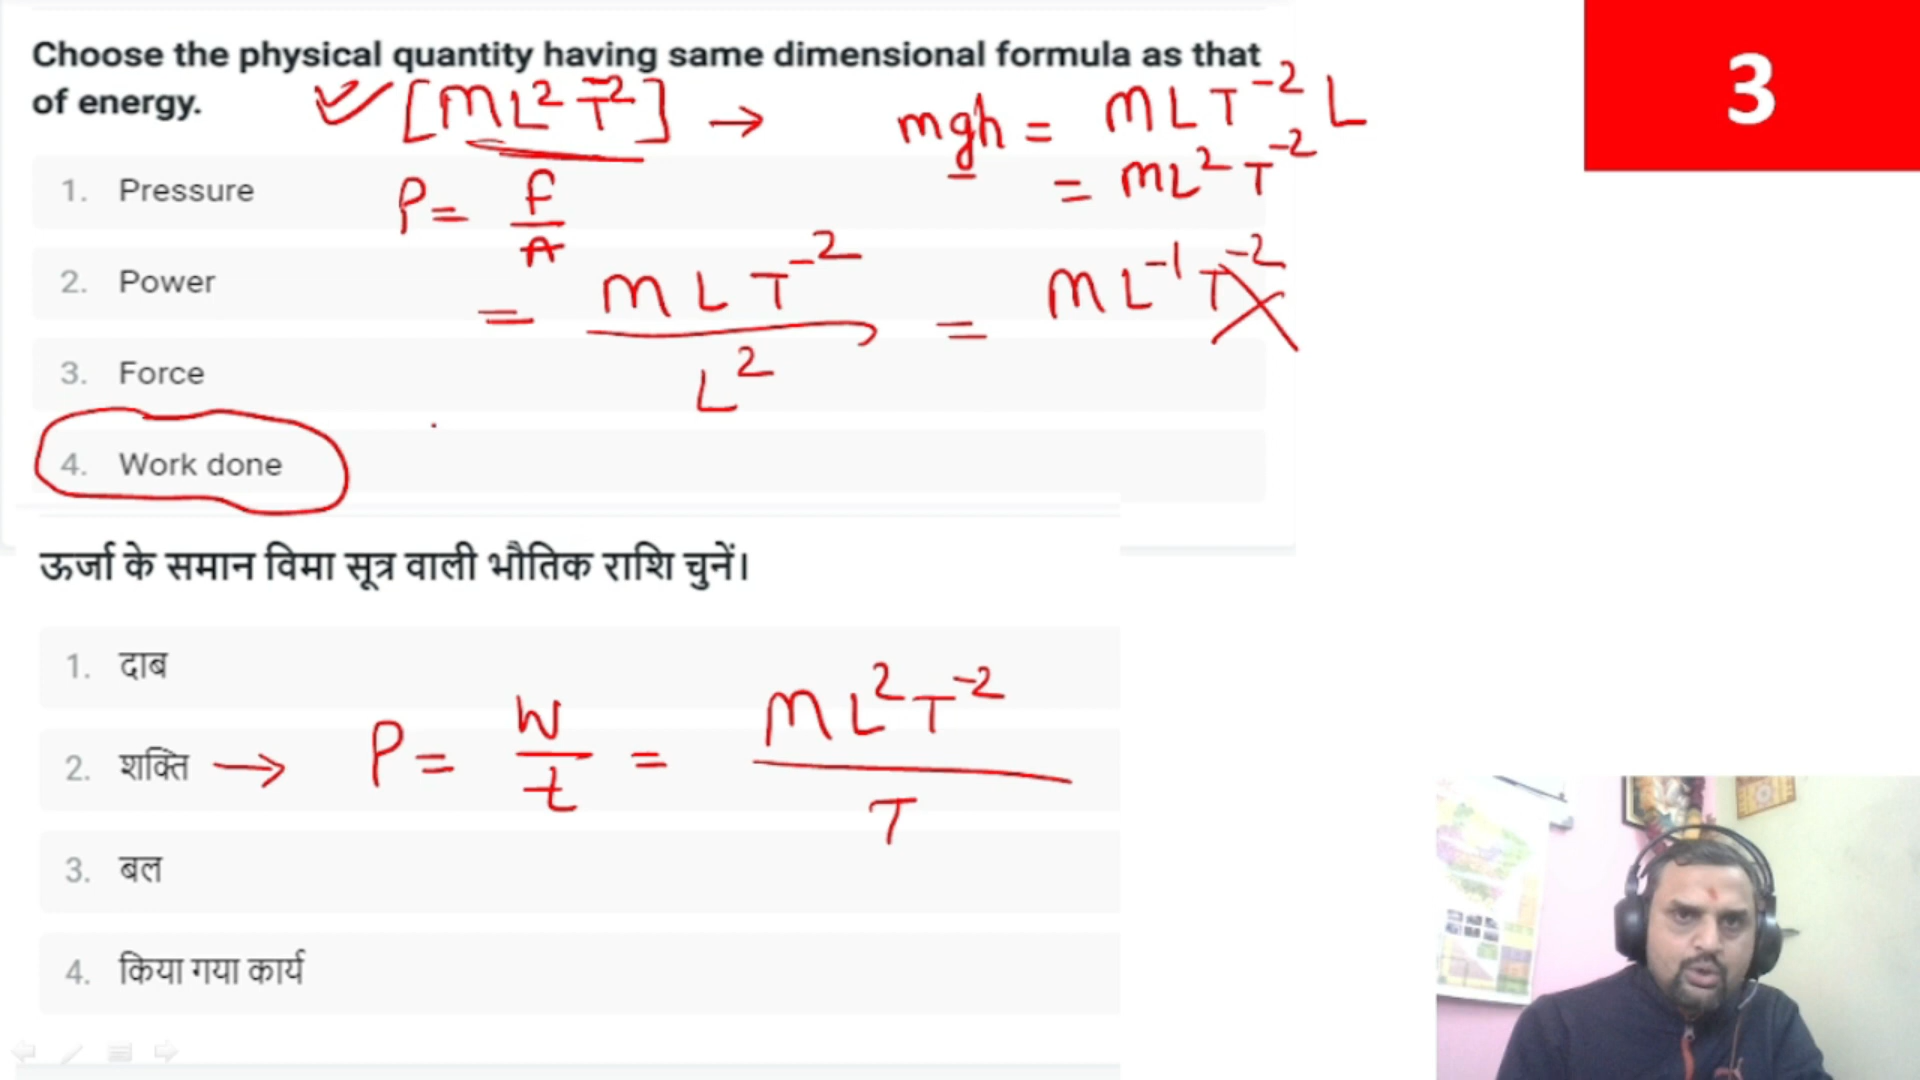 Choose the physical quantity having same dimensional formula as that
of energy.
[ML² T⁻²] → mgh = MLT⁻² L
= ML² T⁻²
1. Pressure
P = F/A
2. Power
= MLT⁻²/L² = ML⁻¹T⁻²
3. Force
4. Work done
ऊर्जा के समान विमा सूत्र वाली भौतिक राशि चुनें।
1. दाब
2. शक्ति → P = W/t = ML²T⁻²/T
3. बल
4. किया गया कार्य
3